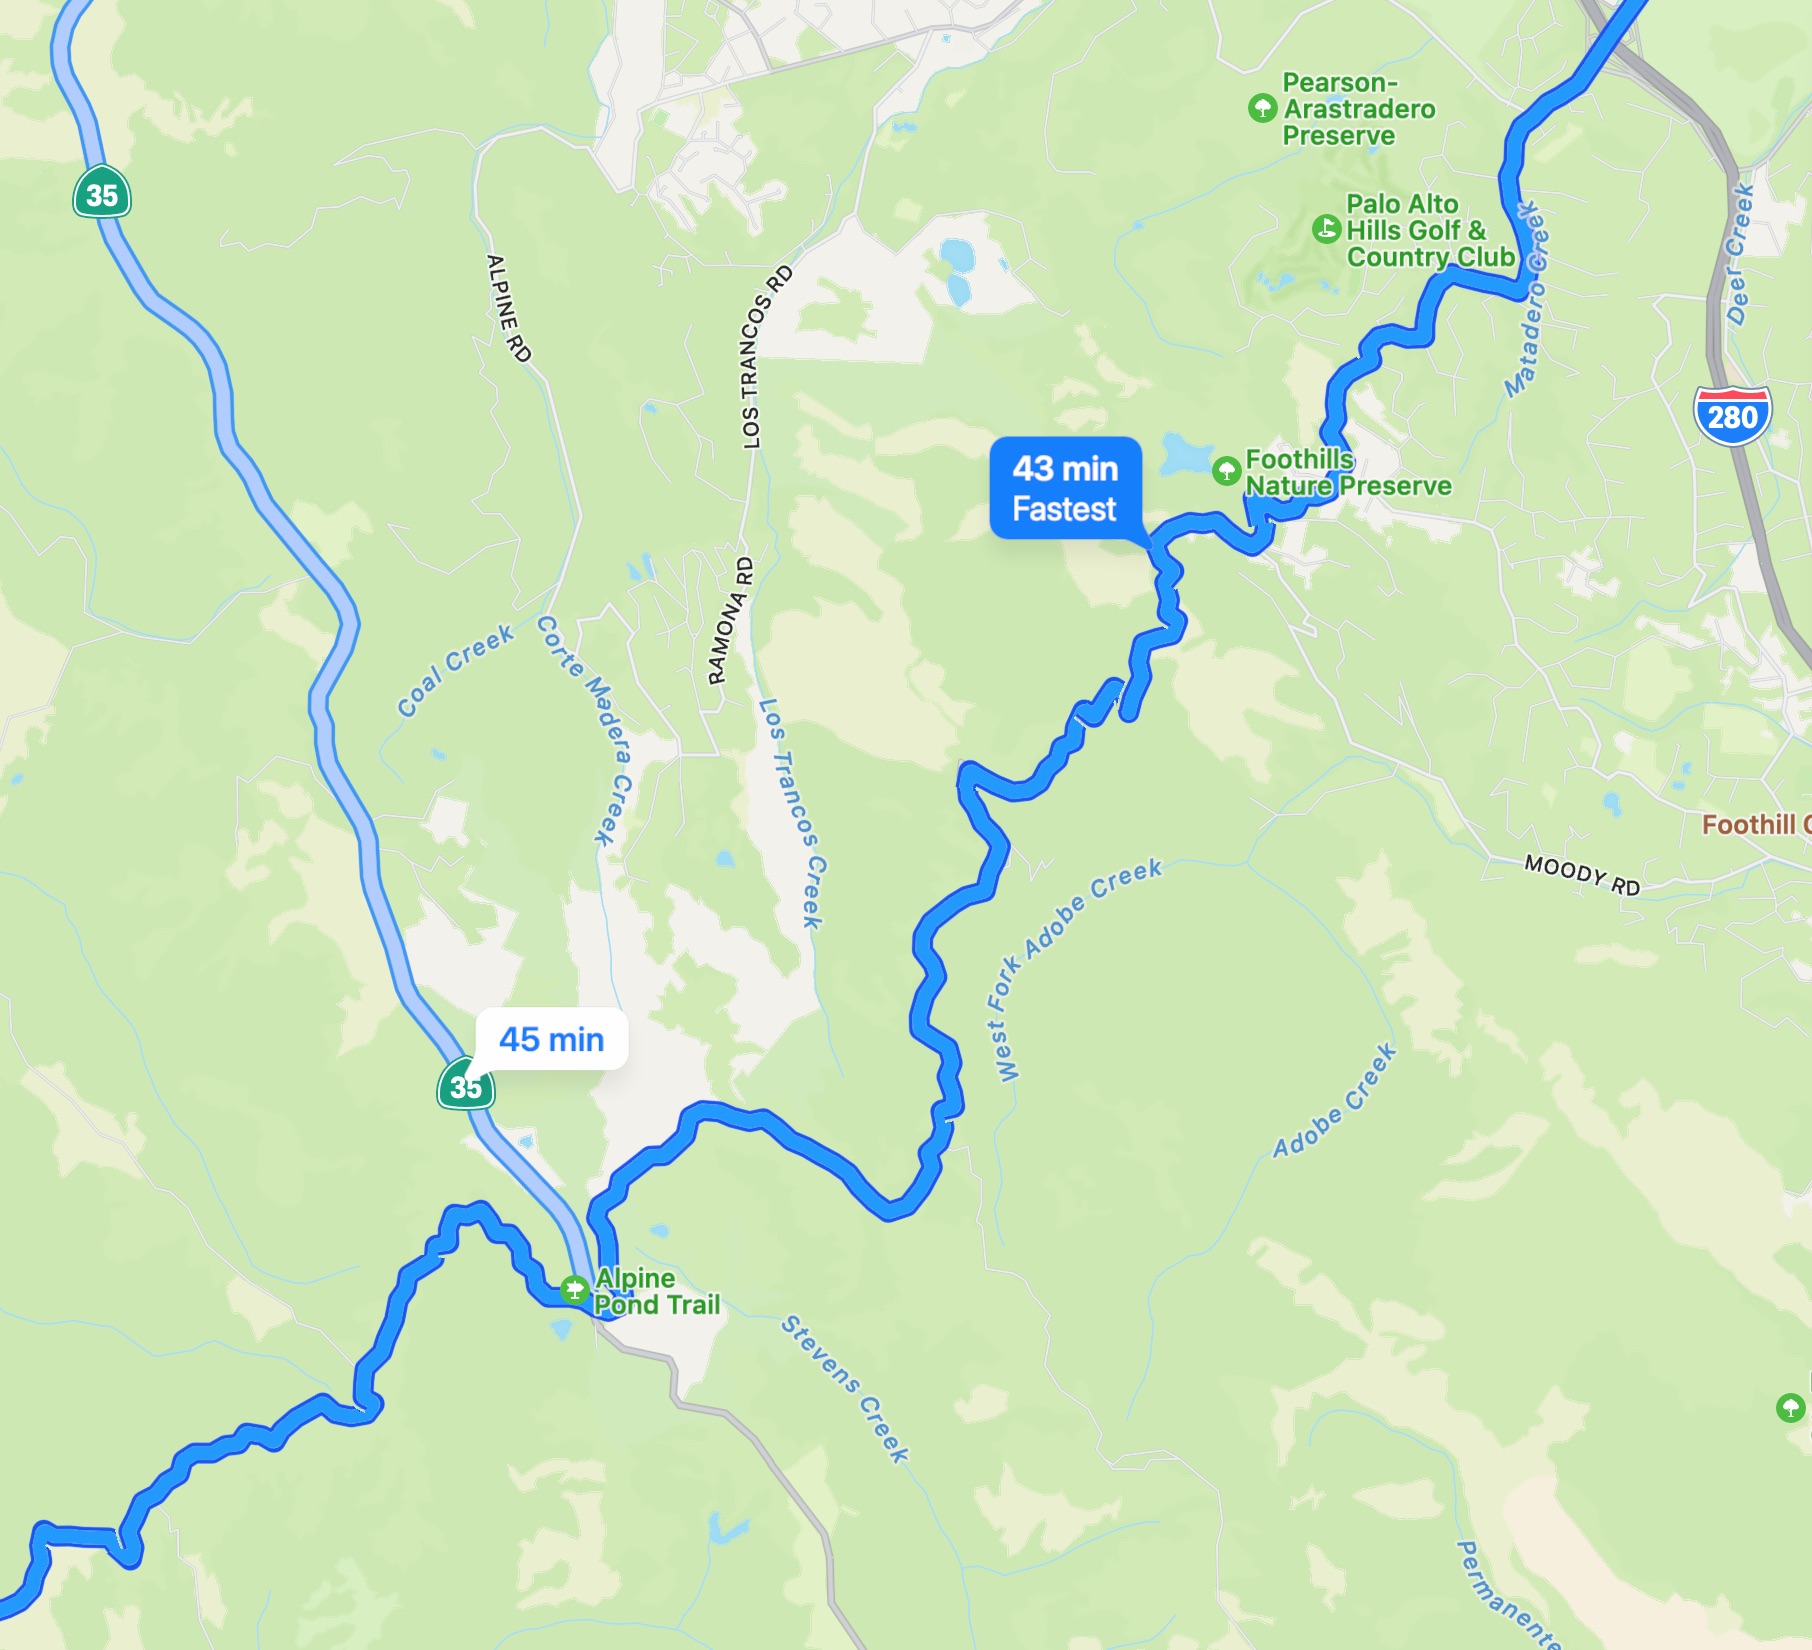 Pearson-
Arastradero
Preserve
35
Palo Alto
Hills Golf &
Country Club
Matadero Creek
Deer Creek
ALPINE RD
LOS TRANCOS RD
280
43 min
Fastest
Foothills
Nature Preserve
RAMONA RD
Coal Creek
Corte Madera Creek
Los Trancos Creek
Foothill
MOODY RD
West Fork Adobe Creek
45 min
35
Adobe Creek
Alpine
Pond Trail
Stevens Creek
Permanente